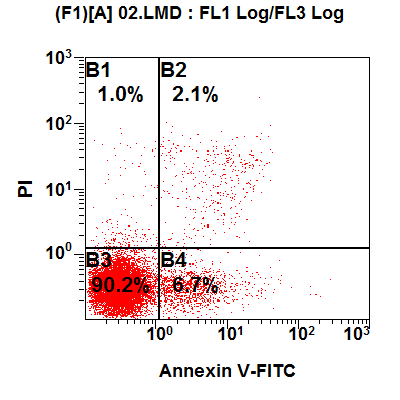 (F1)[A] 02.LMD : FL1 Log/FL3 Log
10³
B1 B2
1.0% 2.1%
10²
PI
10¹
10⁰
B3 B4
90.2% 6.7%
10⁰ 10¹ 10² 10³
Annexin V-FITC